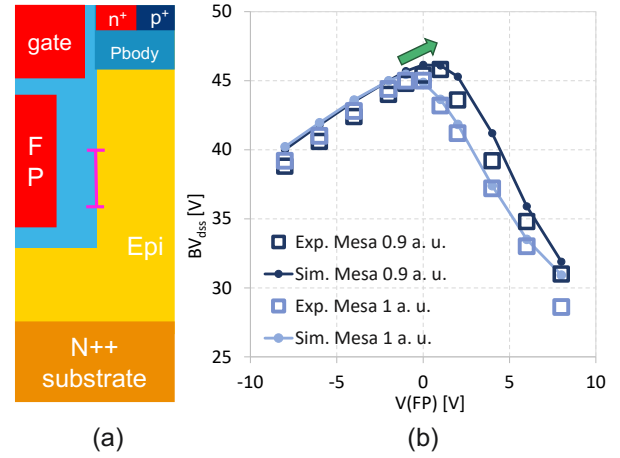 n+ p+
gate
Pbody
F
P
Epi
N++
substrate
(a)
BVdss [V]
50
45
40
35
30
25
Exp. Mesa 0.9 a. u.
Sim. Mesa 0.9 a. u.
Exp. Mesa 1 a. u.
Sim. Mesa 1 a. u.
-10 -5 0 5 10
V(FP) [V]
(b)